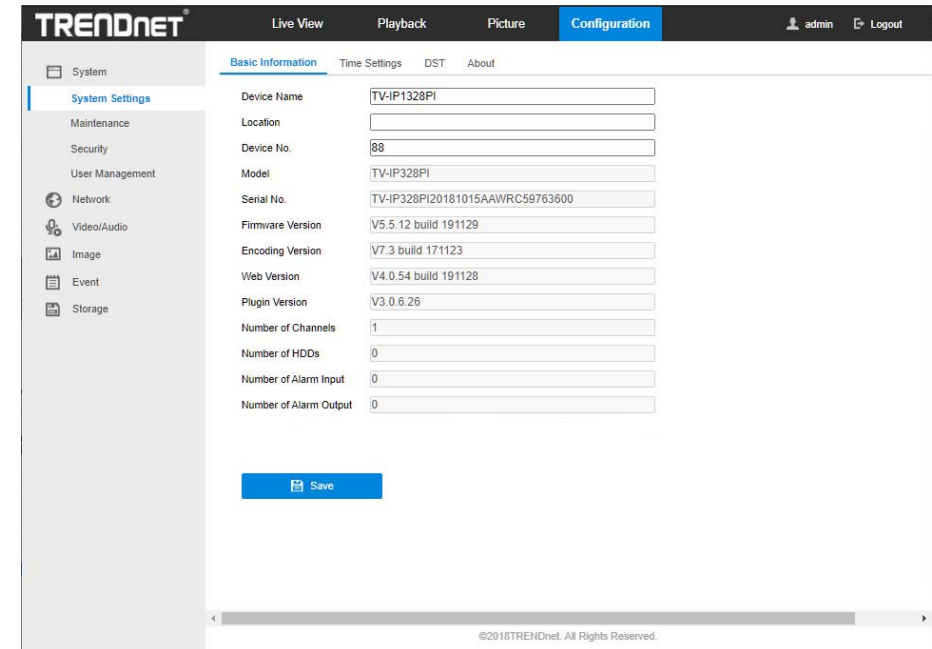 TRENDnet® Live View Playback Picture Configuration admin Logout
System
System Settings
Maintenance
Security
User Management
Network
Video/Audio
Image
Event
Storage
Basic Information Time Settings DST About
Device Name TV-IP1328PI
Location
Device No. 88
Model TV-IP328PI
Serial No. TV-IP328PI20181015AAWRC59763600
Firmware Version V5.5.12 build 191129
Encoding Version V7.3 build 171123
Web Version V4.0.54 build 191128
Plugin Version V3.0.6.26
Number of Channels 1
Number of HDDs 0
Number of Alarm Input 0
Number of Alarm Output 0
Save
©2018TRENDnet. All Rights Reserved.